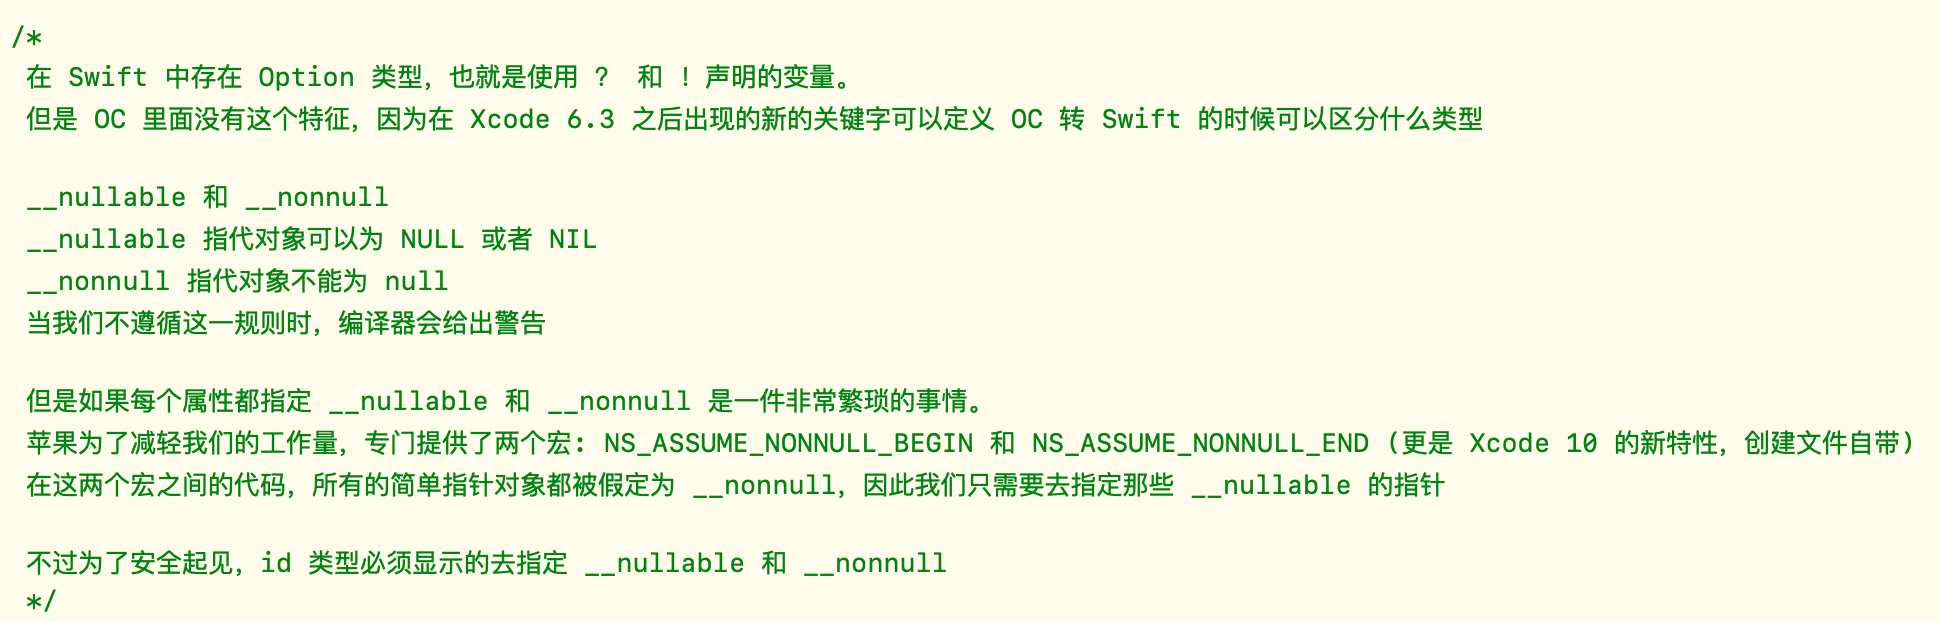 /*
在 Swift 中存在 Option 类型，也就是使用 ? 和 ! 声明的变量。
但是 OC 里面没有这个特征，因为在 Xcode 6.3 之后出现的新的关键字可以定义 OC 转 Swift 的时候可以区分什么类型
__nullable 和 __nonnull
__nullable 指代对象可以为 NULL 或者 NIL
__nonnull 指代对象不能为 null
当我们不遵循这一规则时，编译器会给出警告
但是如果每个属性都指定 __nullable 和 __nonnull 是一件非常繁琐的事情。
苹果为了减轻我们的工作量，专门提供了两个宏: NS_ASSUME_NONNULL_BEGIN 和 NS_ASSUME_NONNULL_END (更是 Xcode 10 的新特性，创建文件自带)
在这两个宏之间的代码，所有的简单指针对象都被假定为 __nonnull，因此我们只需要去指定那些 __nullable 的指针
不过为了安全起见，id 类型必须显示的去指定 __nullable 和 __nonnull
*/